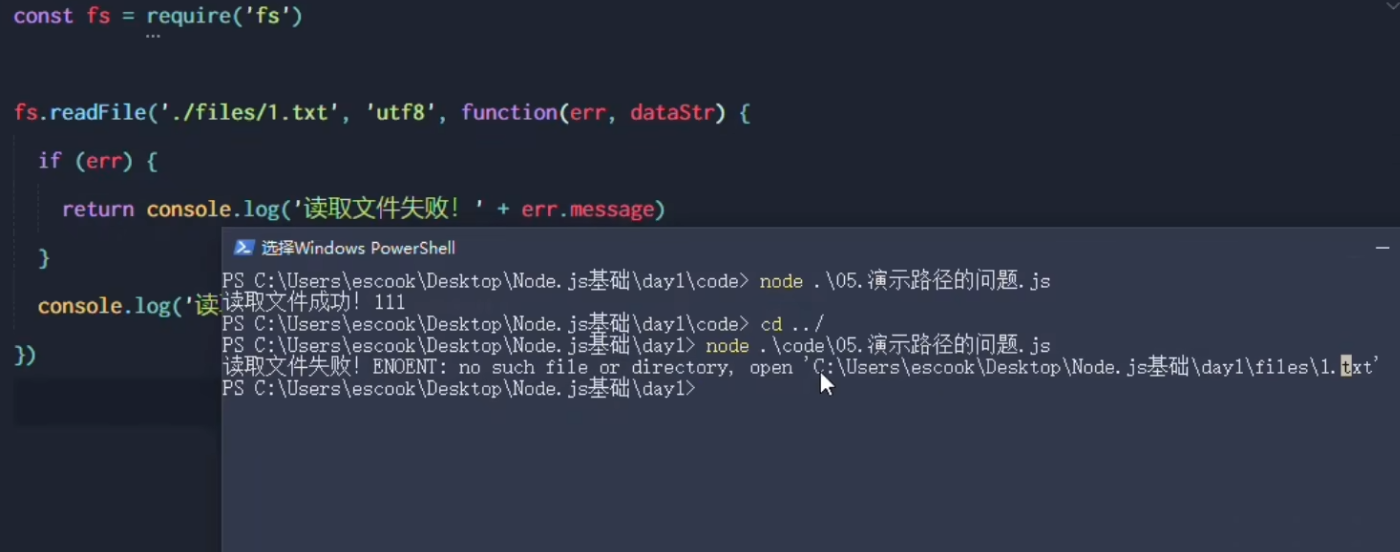 const fs = require('fs')
fs.readFile('./files/1.txt', 'utf8', function(err, dataStr) {
if (err) {
return console.log('读取文件失败！' + err.message)
}
console.log('读
})
选择Windows PowerShell
PS C:\Users\escook\Desktop\Node.js基础\day1\code> node .\05.演示路径的问题.js
读取文件成功！111
PS C:\Users\escook\Desktop\Node.js基础\day1\code> cd ../
PS C:\Users\escook\Desktop\Node.js基础\day1> node .\code\05.演示路径的问题.js
读取文件失败！ENOENT: no such file or directory, open 'C:\Users\escook\Desktop\Node.js基础\day1\files\1.txt'
PS C:\Users\escook\Desktop\Node.js基础\day1>